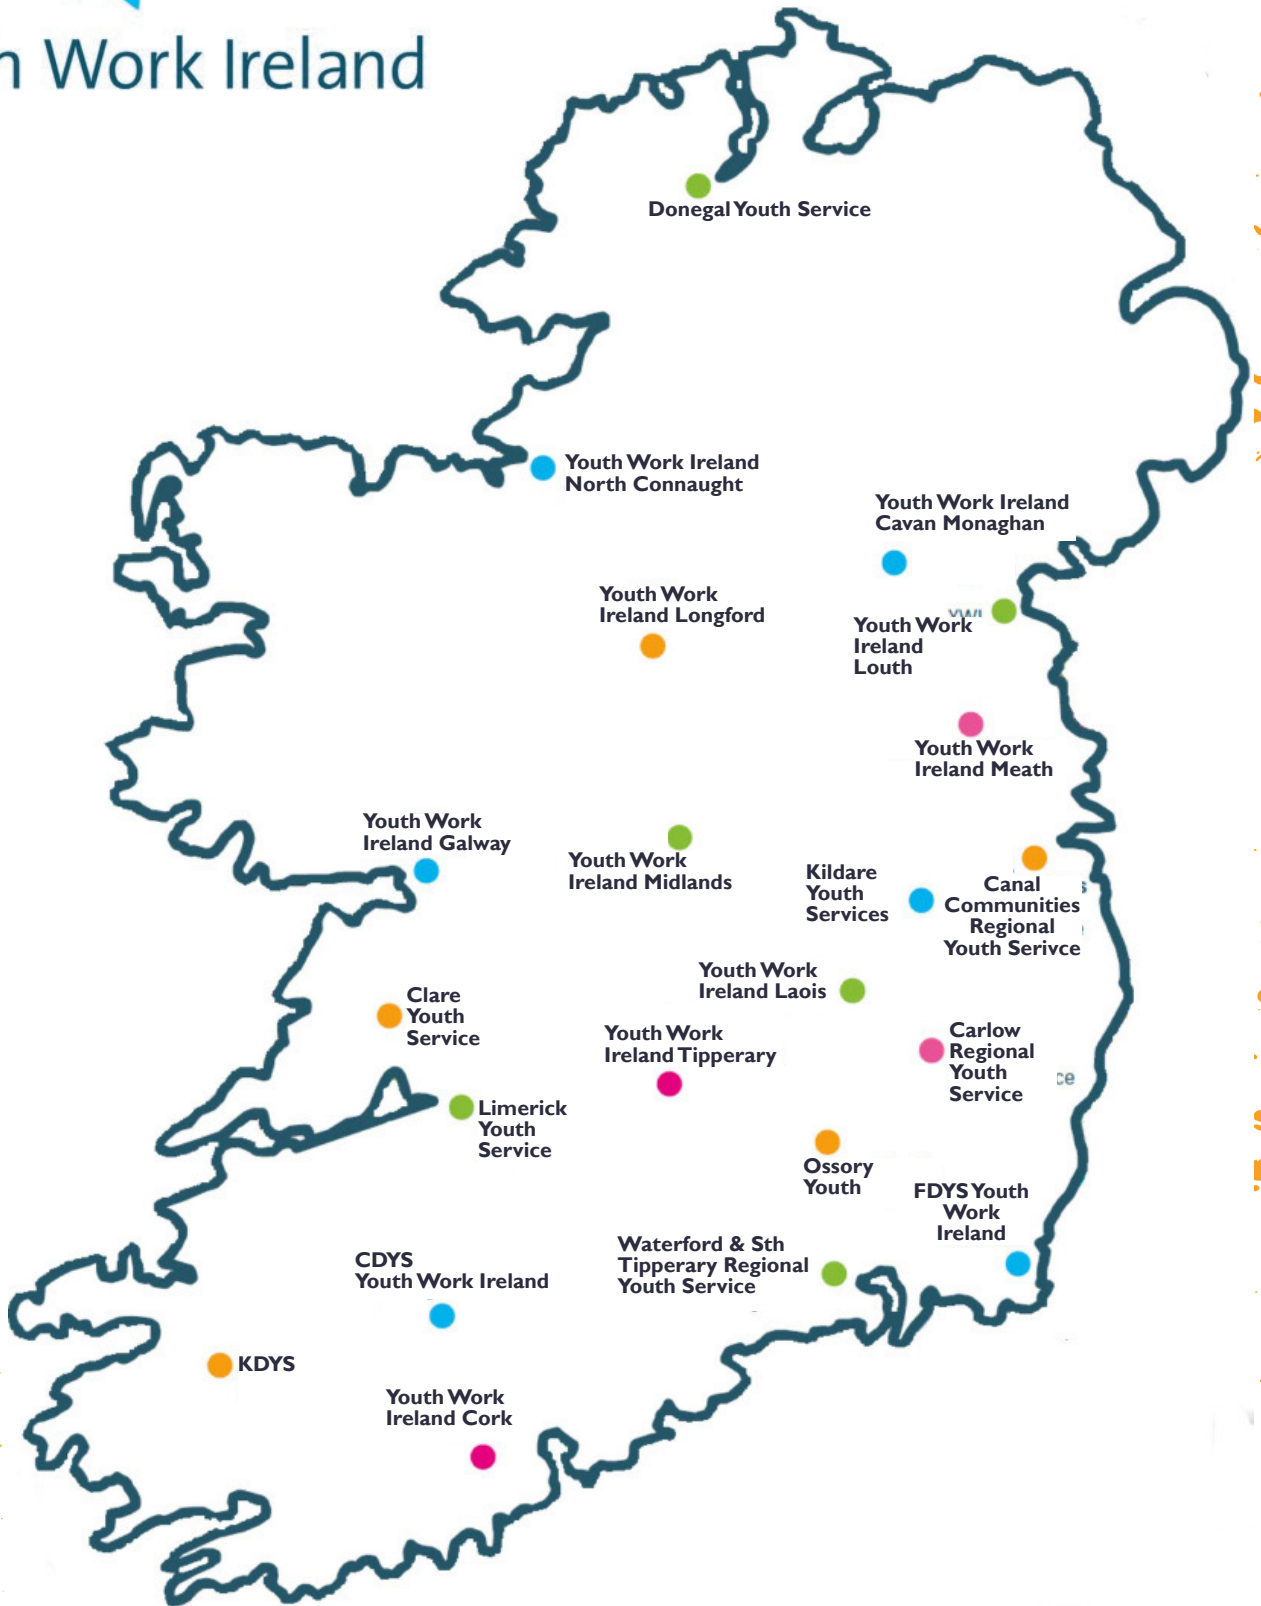 Work Ireland
Donegal Youth Service
Youth Work Ireland
North Connaught
Youth Work Ireland
Cavan Monaghan
Youth Work
Ireland Longford
Youth Work
Ireland
Louth
Youth Work
Ireland Meath
Youth Work
Ireland Galway
Youth Work
Ireland Midlands
Kildare
Youth
Services
Canal
Communities
Regional
Youth Serivce
Youth Work
Ireland Laois
Clare
Youth
Service
Youth Work
Ireland Tipperary
Carlow
Regional
Youth
Service
Limerick
Youth
Service
Ossory
Youth
FDYS Youth
Work
Ireland
Waterford & Sth
Tipperary Regional
Youth Service
CDYS
Youth Work Ireland
KDYS
Youth Work
Ireland Cork